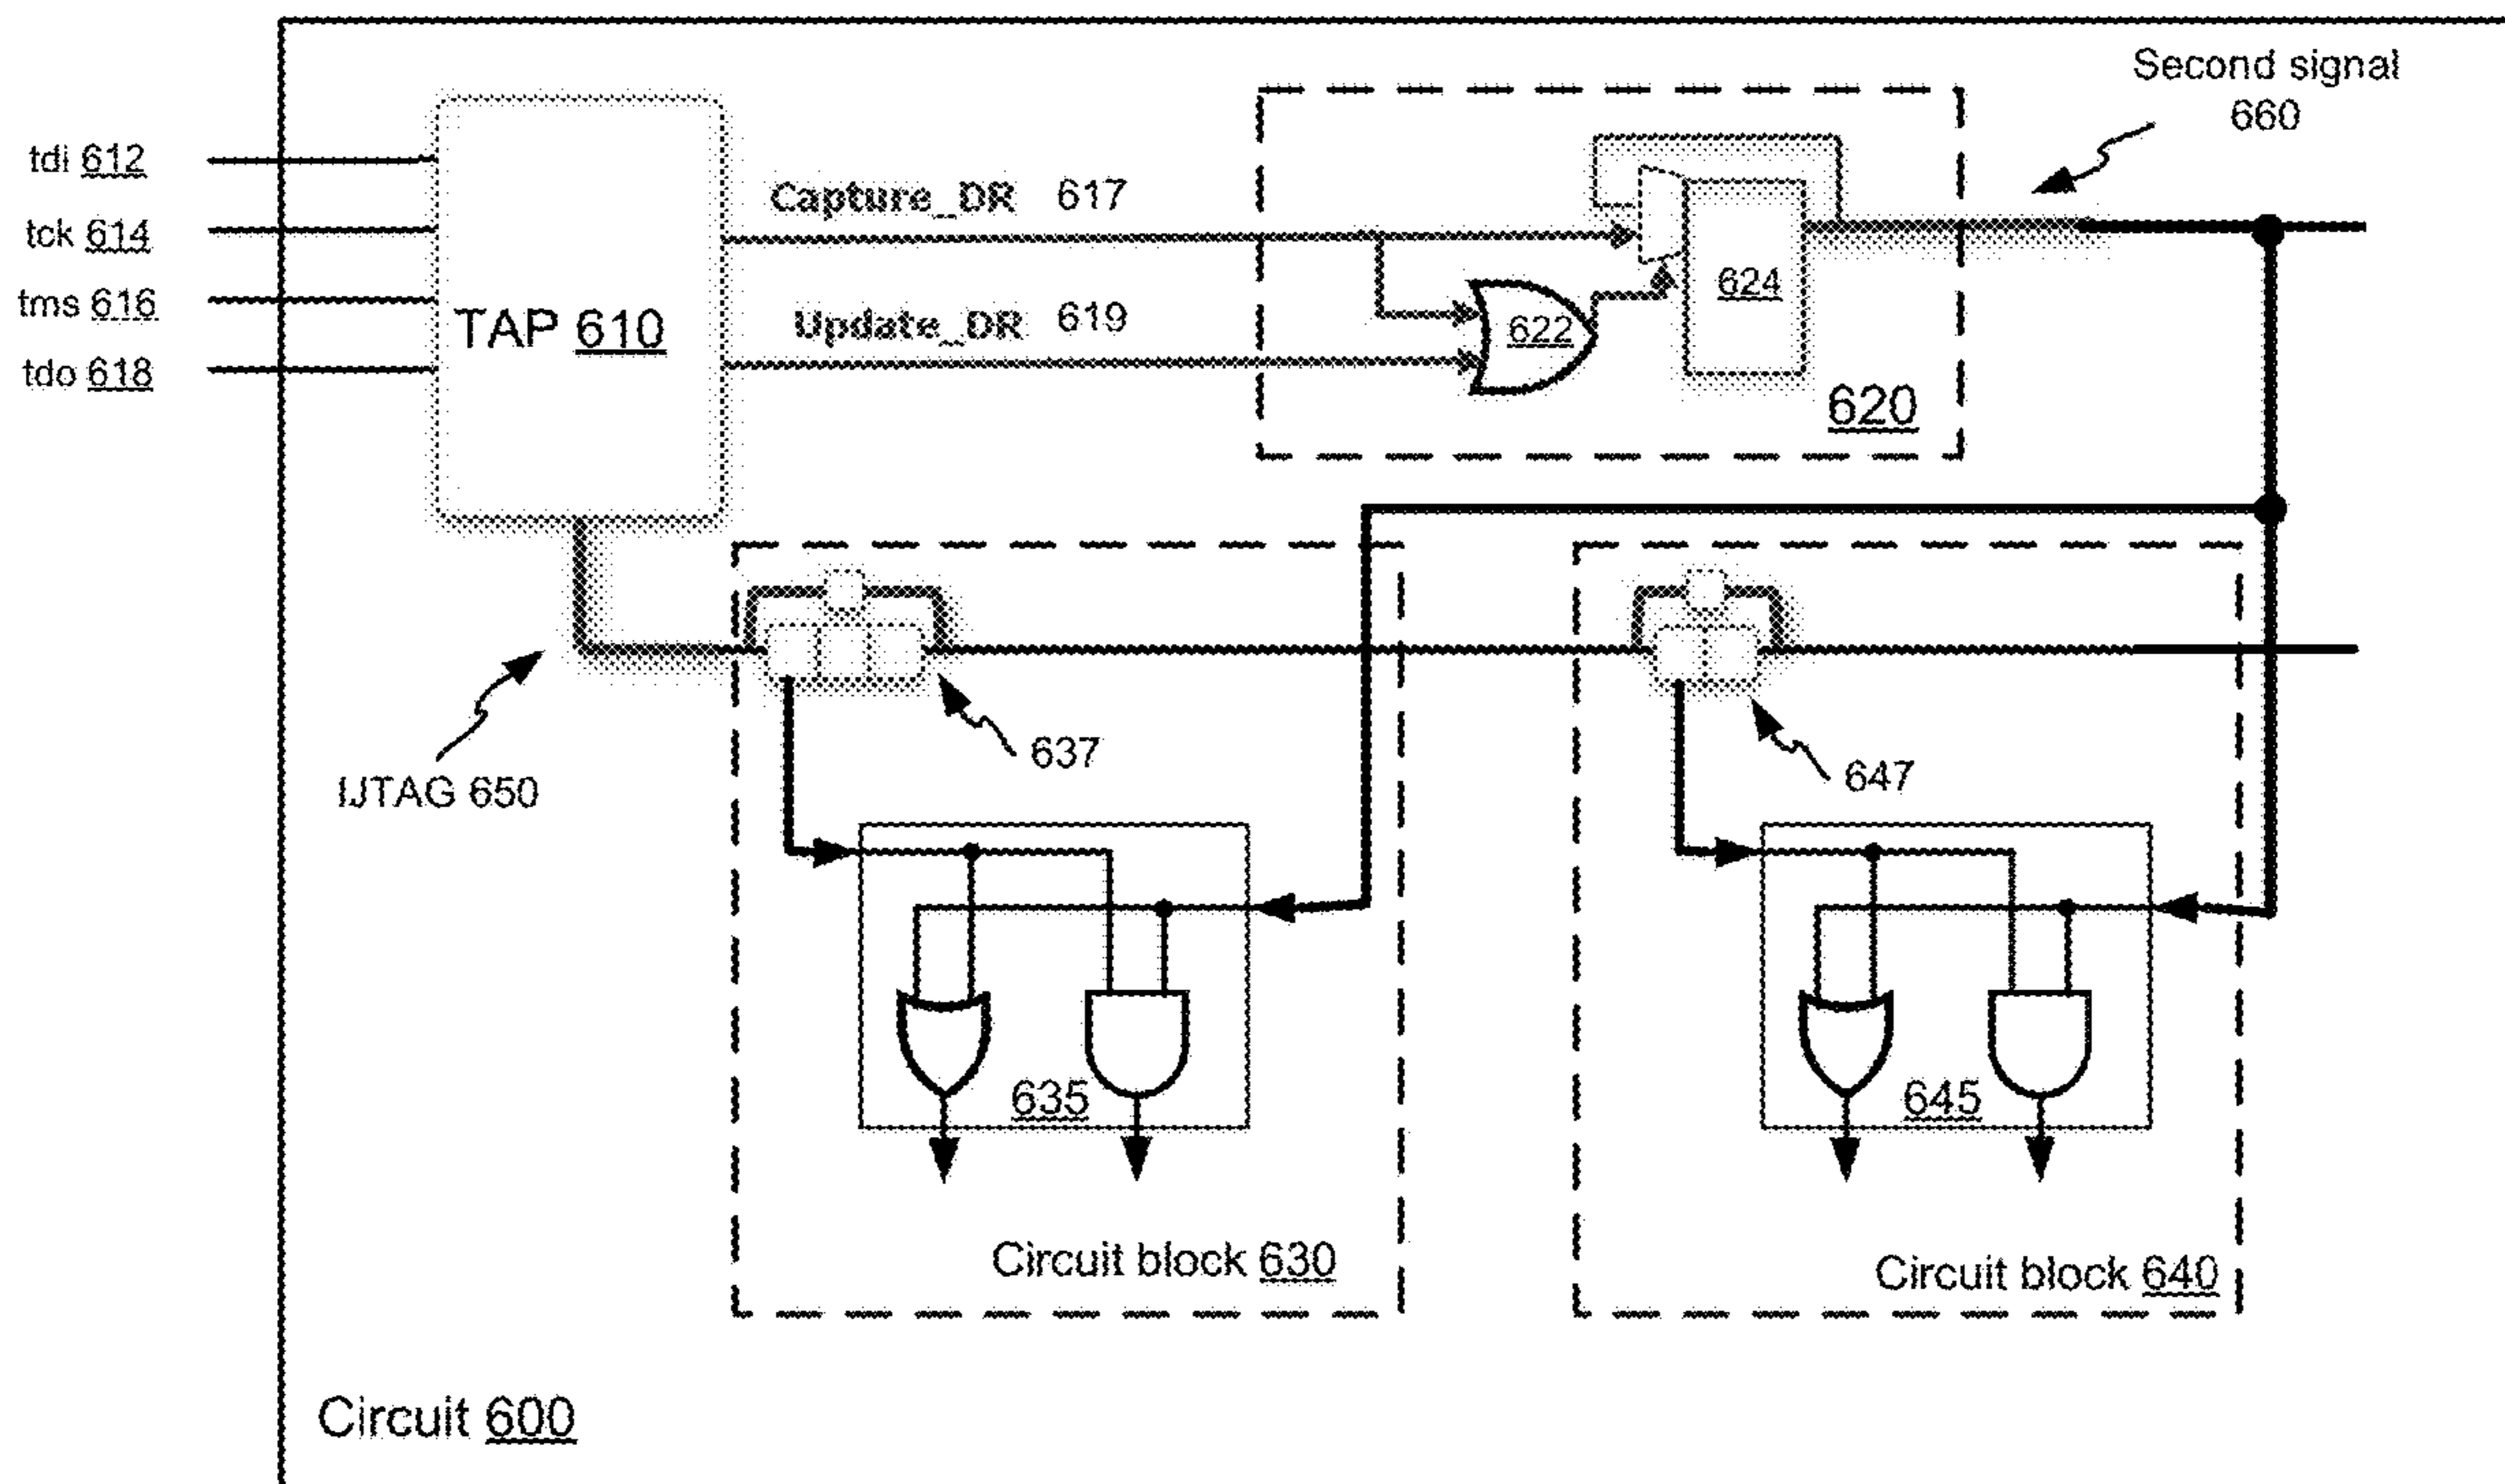 Second signal
660
tdi 612
tck 614
tms 616
tdo 618
TAP 610
Capture_DR 617
Update_DR 619
622
624
620
IJTAG 650
637
647
635
645
Circuit block 630
Circuit block 640
Circuit 600